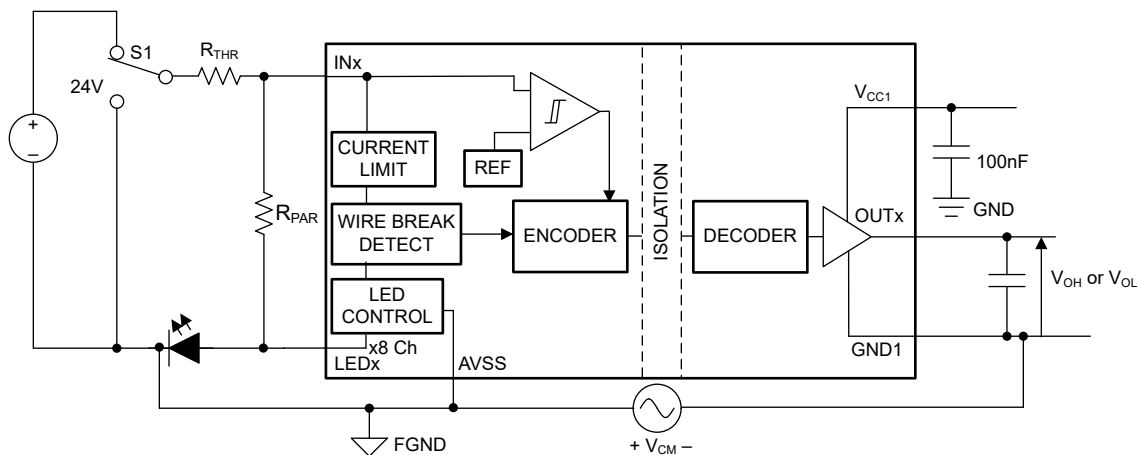 S1
R_THR
24V
+
–
R_PAR
INx
CURRENT
LIMIT
REF
WIRE BREAK
DETECT
LED
CONTROL
x8 Ch
LEDx
AVSS
ENCODER
ISOLATION
DECODER
V_CC1
100nF
GND
OUTx
V_OH or V_OL
GND1
FGND
+ V_CM –